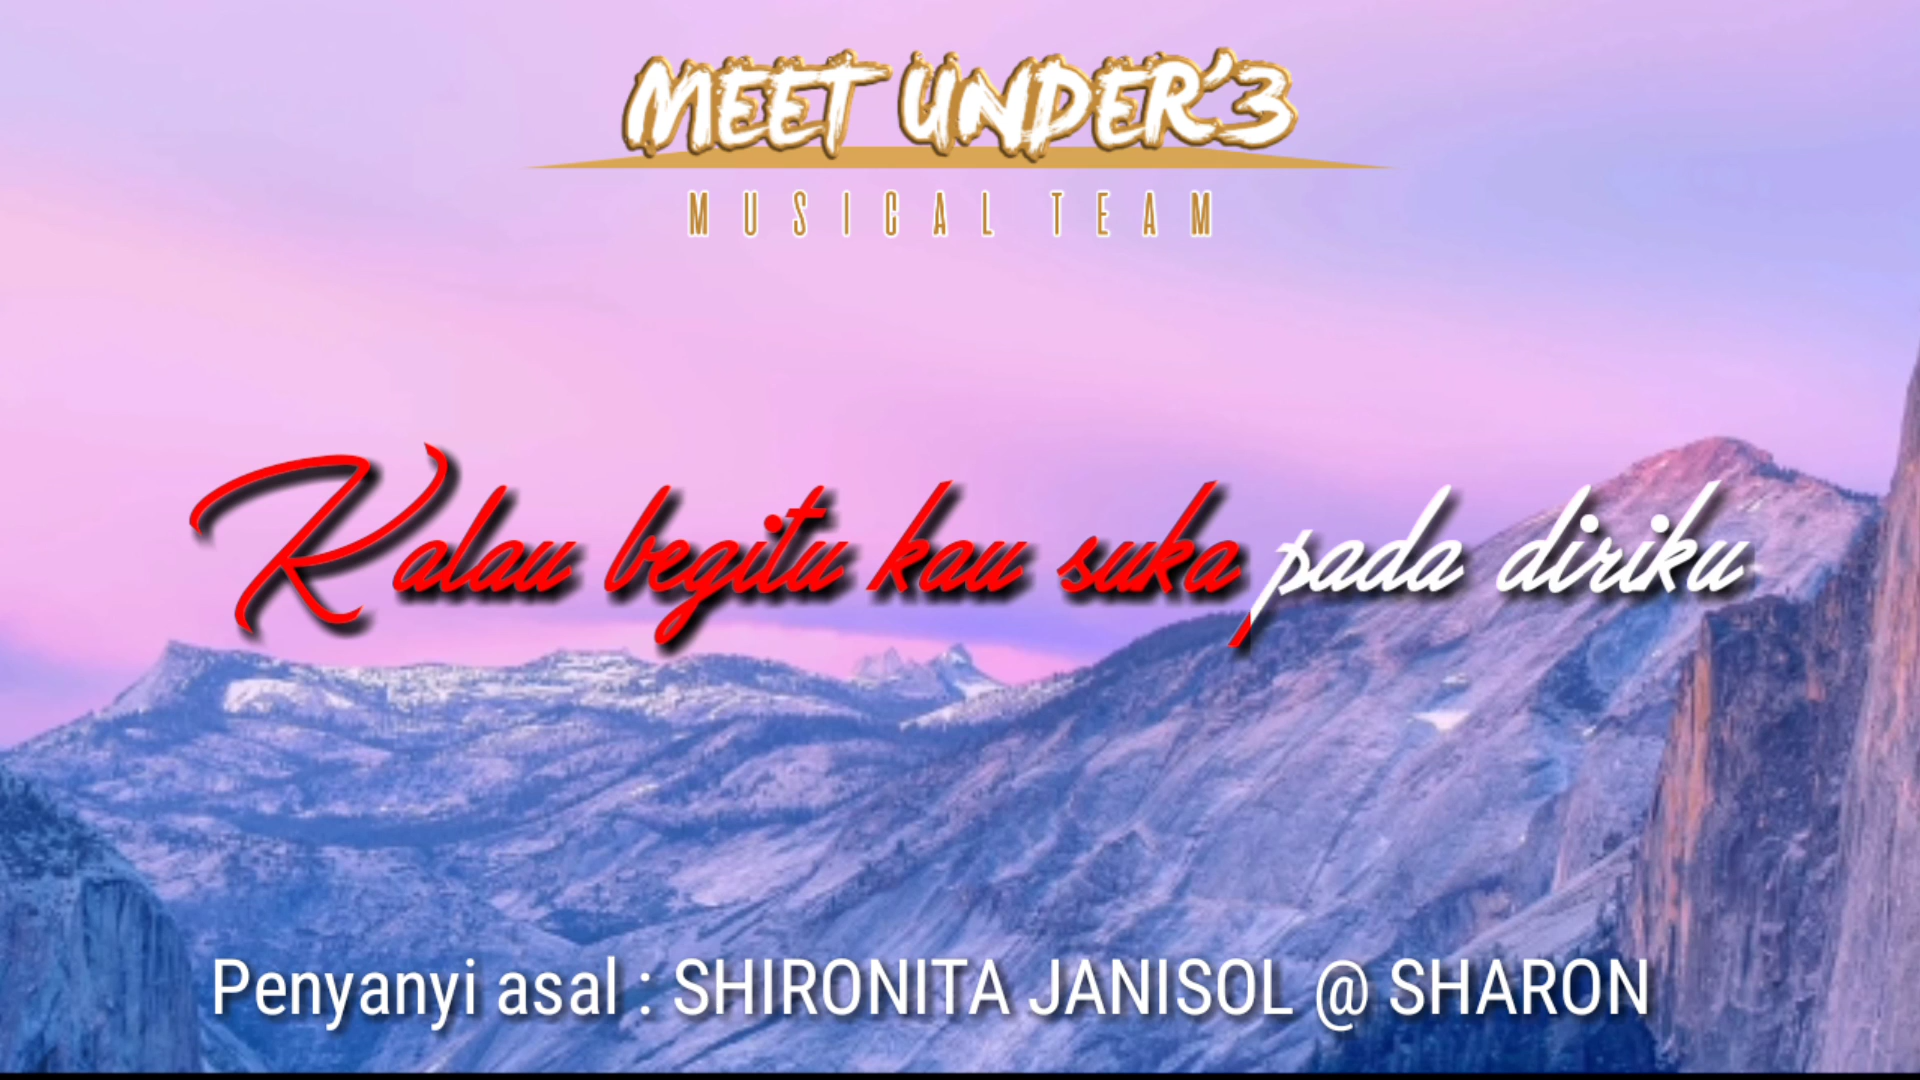 MEET UNDER'3
MUSICAL TEAM
Kalau begitu kau suka pada diriku
Penyanyi asal : SHIRONITA JANISOL @ SHARON